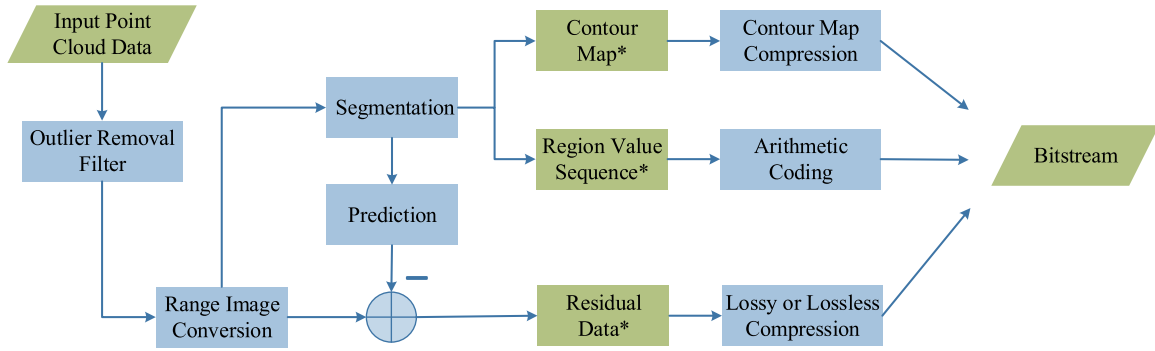 Input Point
Cloud Data
Outlier Removal
Filter
Range Image
Conversion
Segmentation
Prediction
Contour
Map*
Region Value
Sequence*
Residual
Data*
Contour Map
Compression
Arithmetic
Coding
Lossy or Lossless
Compression
Bitstream